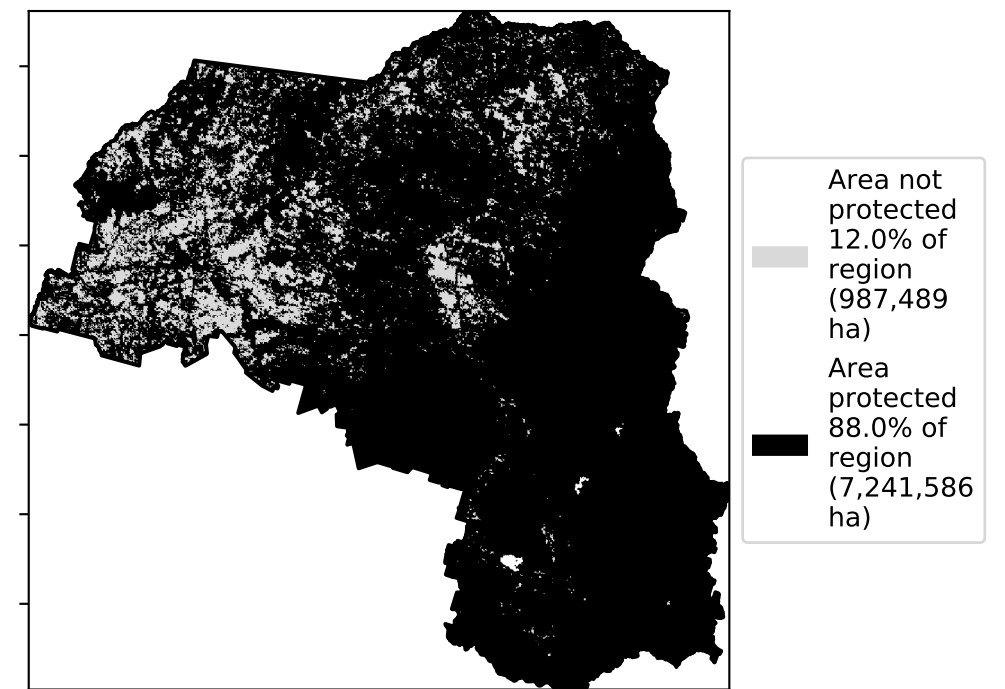 Area not
protected
12.0% of
region
(987,489
ha)
Area
protected
88.0% of
region
(7,241,586
ha)